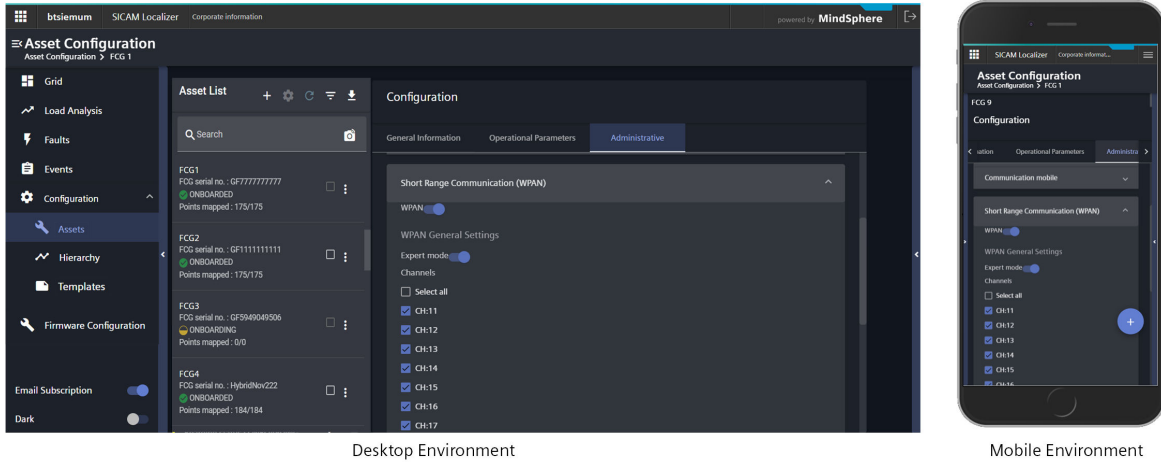 btsiemum SICAM Localizer Corporate information powered by MindSphere
Asset Configuration
Asset Configuration > FCG 1
Grid
Load Analysis
Faults
Events
Configuration
Assets
Hierarchy
Templates
Firmware Configuration
Email Subscription
Dark
Asset List
Search
FCG1
FCG serial no. : GF7777777777
ONBOARDED
Points mapped : 175/175
FCG2
FCG serial no. : GF1111111111
ONBOARDED
Points mapped : 175/175
FCG3
FCG serial no. : GF5949049506
ONBOARDING
Points mapped : 0/0
FCG4
FCG serial no. : HybridNov222
ONBOARDED
Points mapped : 184/184
Configuration
General Information Operational Parameters Administrative
Short Range Communication (WPAN)
WPAN
WPAN General Settings
Expert mode
Channels
Select all
CH:11
CH:12
CH:13
CH:14
CH:15
CH:16
CH:17
Desktop Environment
SICAM Localizer Corporate informat...
Asset Configuration
Asset Configuration > FCG 1
FCG 9
Configuration
uation Operational Parameters Administra
Communication mobile
Short Range Communication (WPAN)
WPAN
WPAN General Settings
Expert mode
Channels
Select all
CH:11
CH:12
CH:13
CH:14
CH:15
CH:16
Mobile Environment